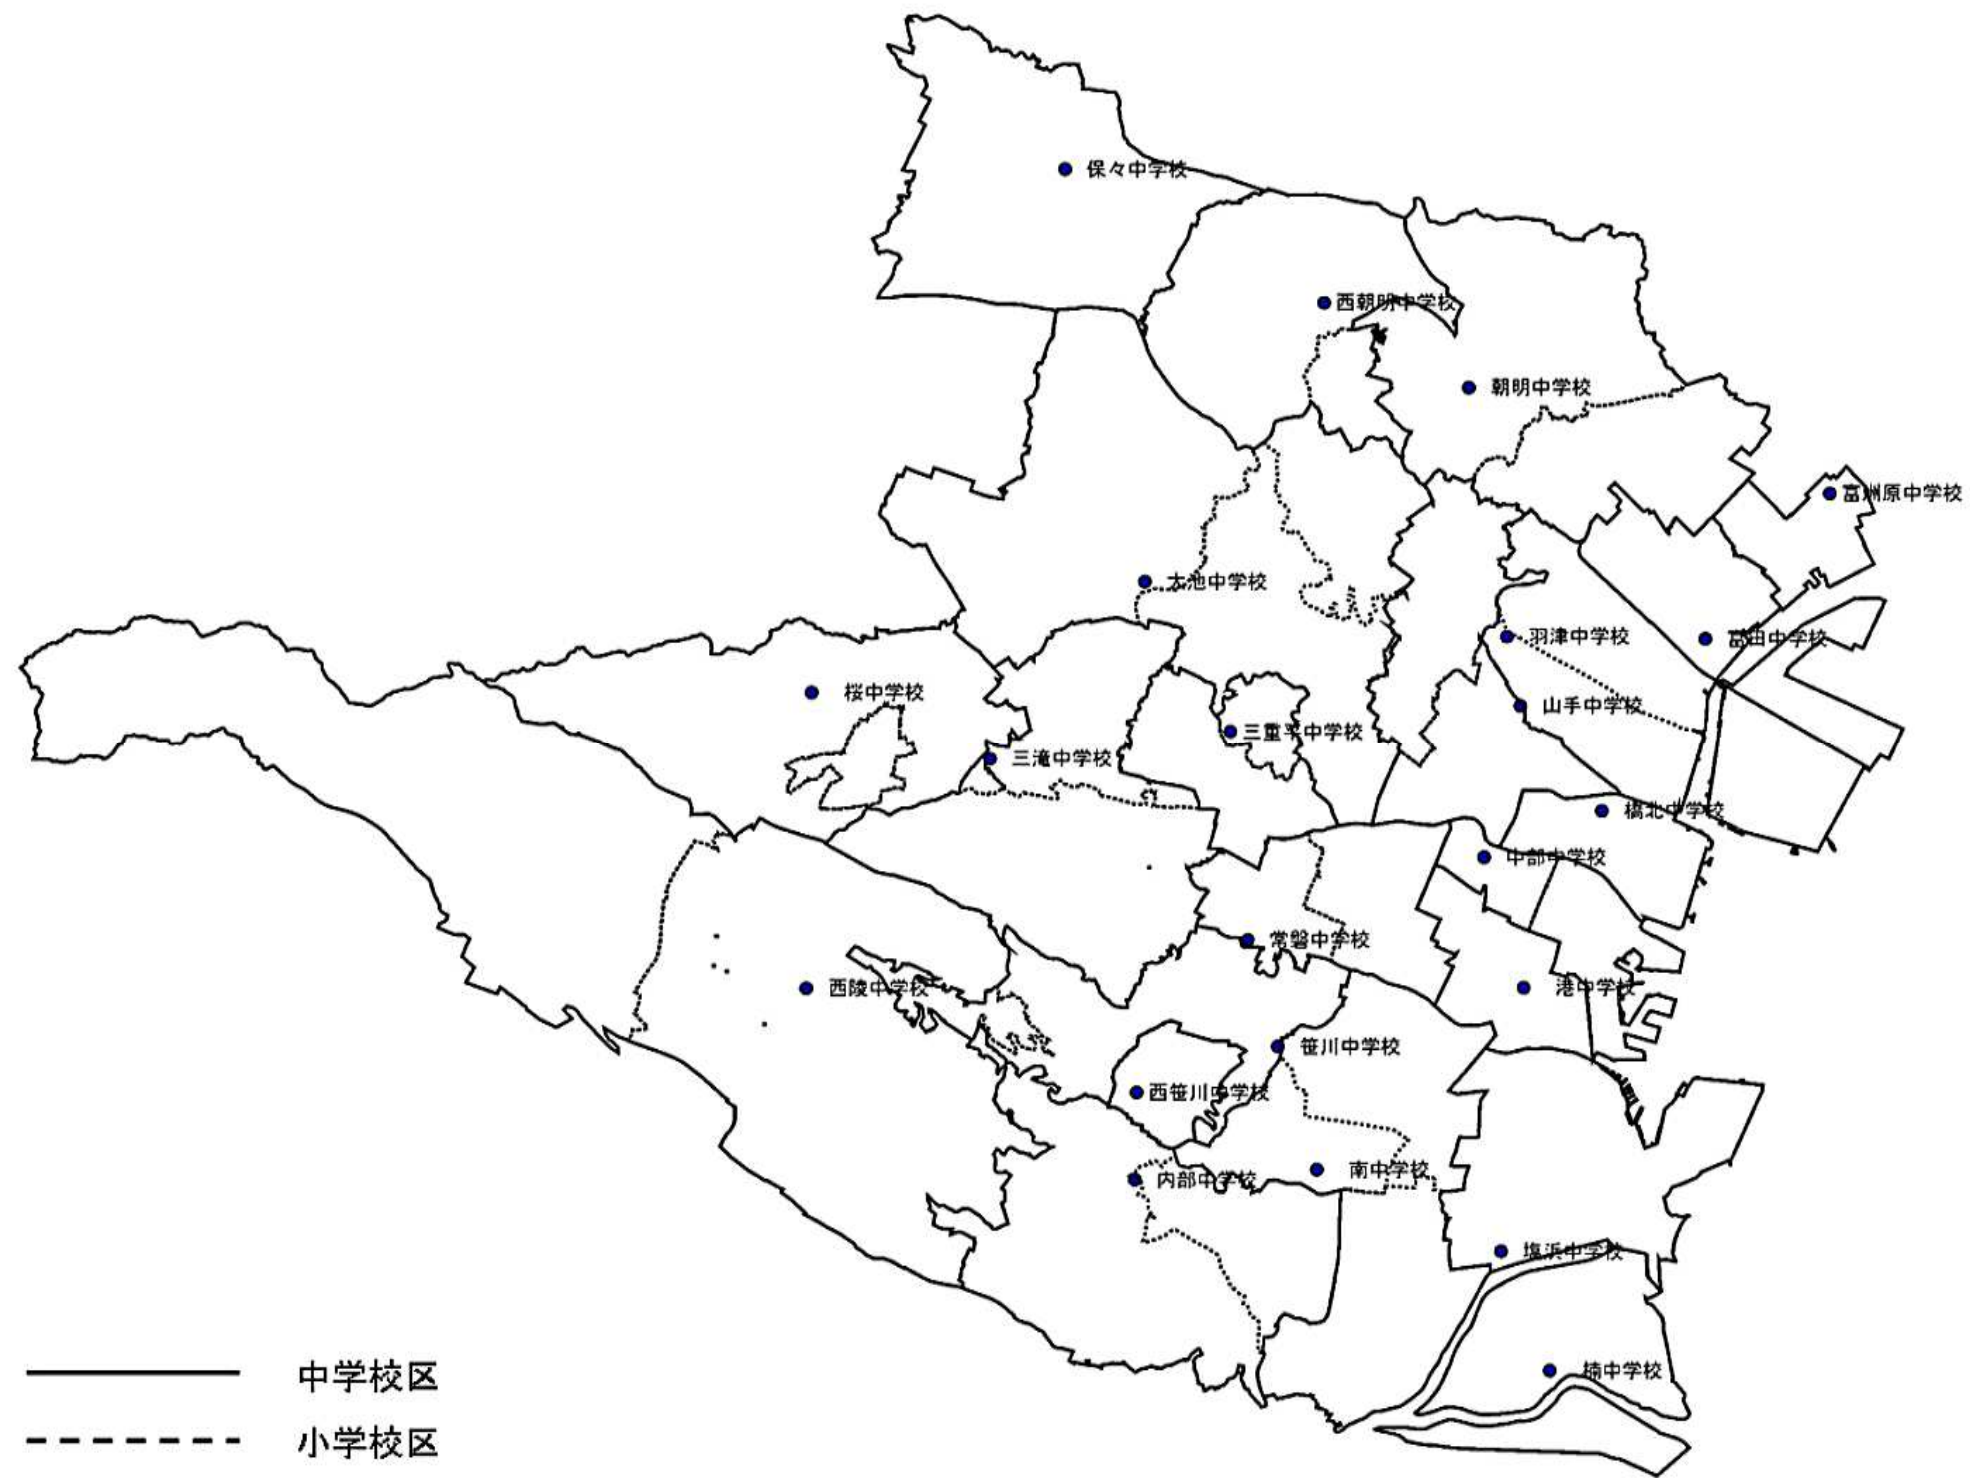 保々中学校
西朝明中学校
朝明中学校
富洲原中学校
大池中学校
羽津中学校
富田中学校
桜中学校
山手中学校
三重平中学校
三滝中学校
橋北中学校
中部中学校
常磐中学校
西陵中学校
港中学校
笹川中学校
西笹川中学校
南中学校
内部中学校
塩浜中学校
楠中学校
中学校区
小学校区